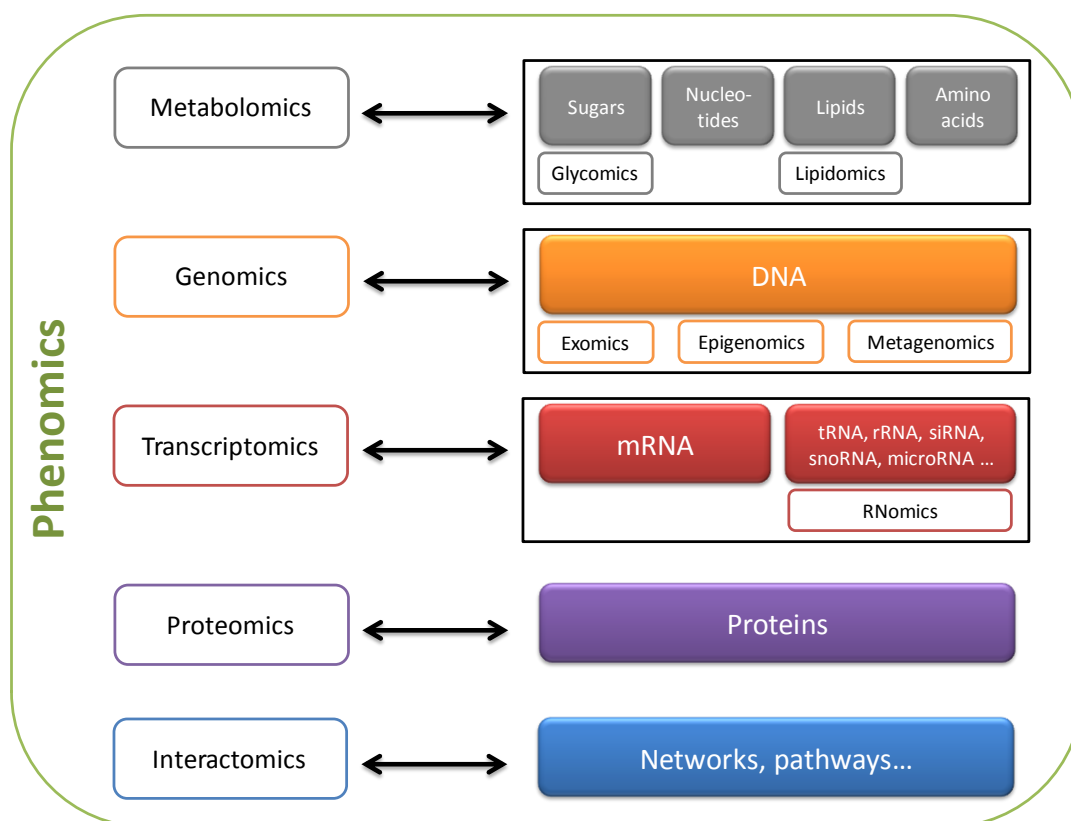 Phenomics
Metabolomics
Sugars
Nucleo-
tides
Lipids
Amino
acids
Glycomics
Lipidomics
Genomics
DNA
Exomics
Epigenomics
Metagenomics
Transcriptomics
mRNA
tRNA, rRNA, siRNA,
snoRNA, microRNA ...
RNomics
Proteomics
Proteins
Interactomics
Networks, pathways...